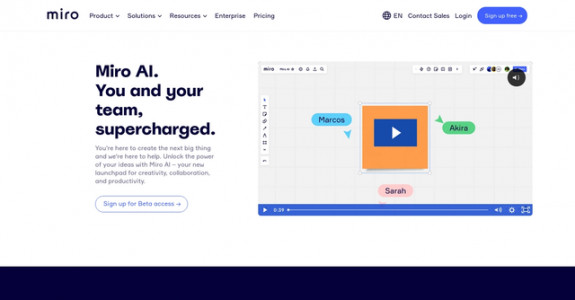 miro Product Solutions Resources Enterprise Pricing EN Contact Sales Login Sign up free →
Miro AI.
You and your
team,
supercharged.
You're here to create the next big thing
and we're here to help. Unlock the power
of your ideas with Miro AI – your new
launchpad for creativity, collaboration,
and productivity.
Sign up for Beta access →
miro
Marcos
Akira
Sarah
0:29